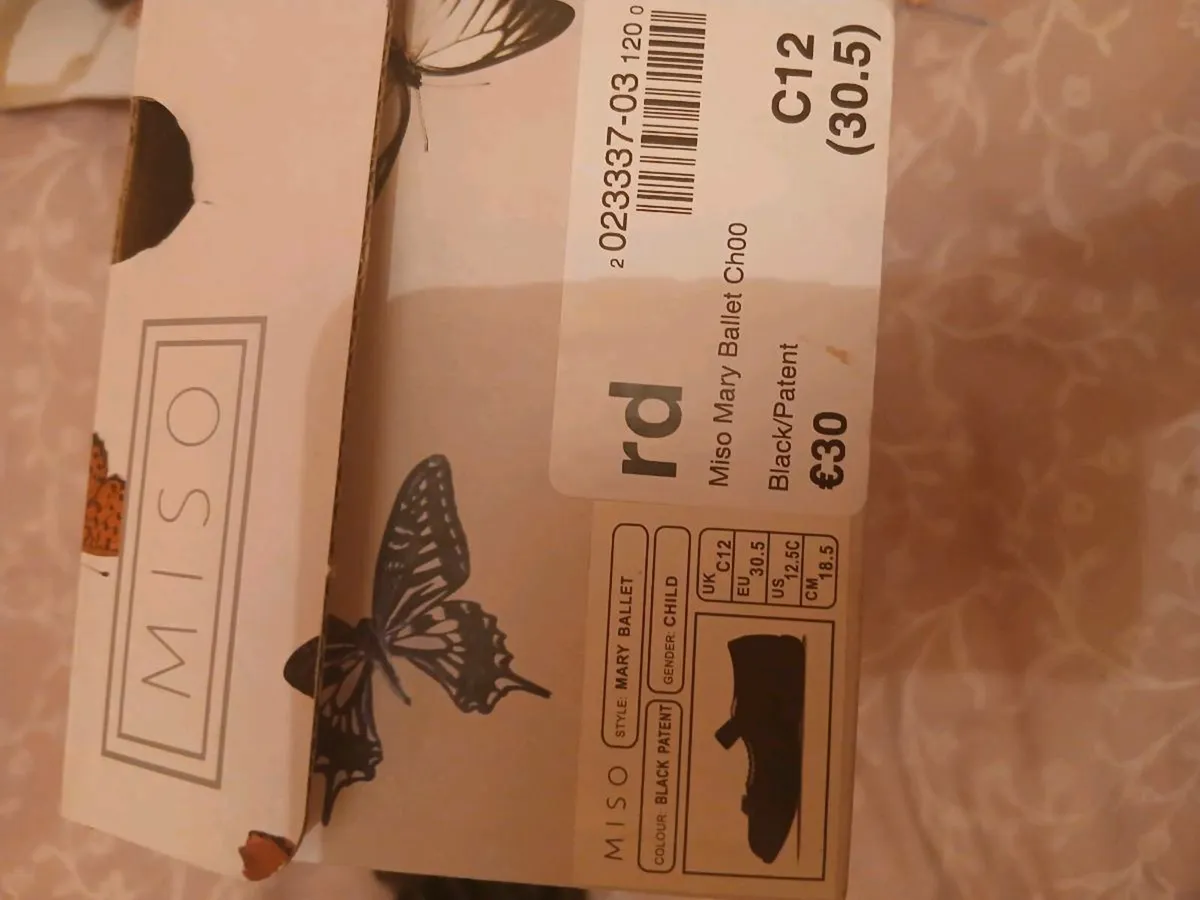 MISO
2 023337-03 120 0
C12
(30.5)
rd
Miso Mary Ballet Choo
Black/Patent
€30
MISO
STYLE: MARY BALLET
COLOUR: BLACK PATENT
GENDER: CHILD
UK C12
EU 30.5
US 12.5C
CM 18.5